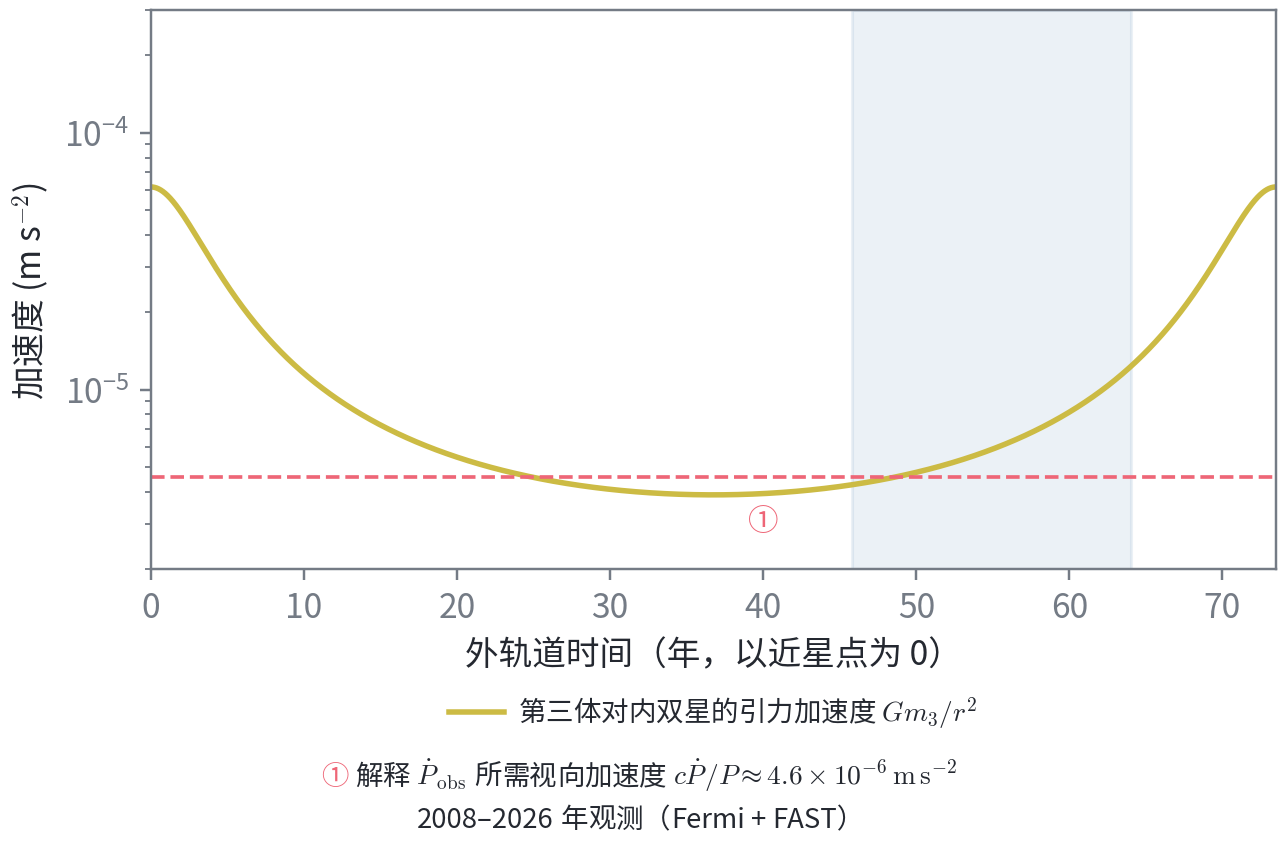 加速度 (m s⁻²)
10⁻⁴
10⁻⁵
①
0 10 20 30 40 50 60 70
外轨道时间（年，以近星点为 0）
第三体对内双星的引力加速度 Gm₃/r²
① 解释 Ṗobs 所需视向加速度 cṖ/P≈4.6 × 10⁻⁶ m s⁻²
2008–2026 年观测（Fermi + FAST）